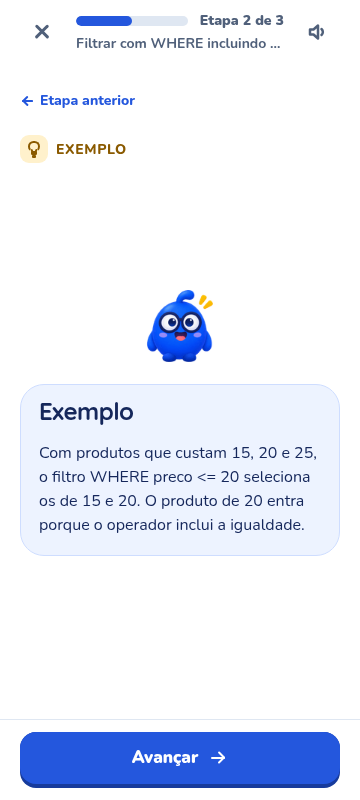 Etapa 2 de 3
Filtrar com WHERE incluindo ...
Etapa anterior
EXEMPLO
Exemplo
Com produtos que custam 15, 20 e 25,
o filtro WHERE preco <= 20 seleciona
os de 15 e 20. O produto de 20 entra
porque o operador inclui a igualdade.
Avançar